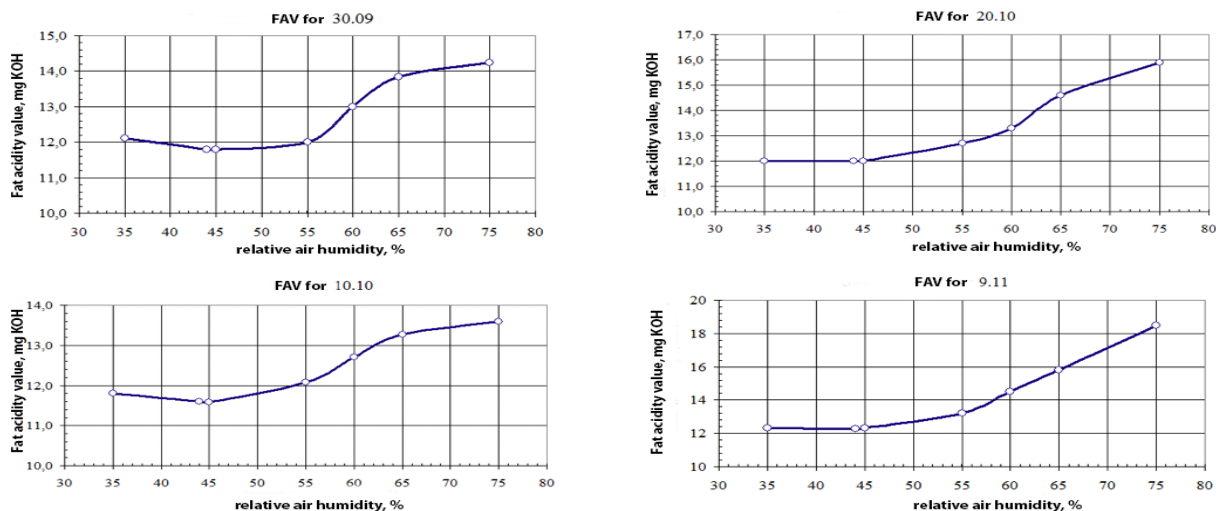 FAV for 30.09
Fat acidity value, mg KOH
15,0
14,0
13,0
12,0
11,0
10,0
30 35 40 45 50 55 60 65 70 75 80
relative air humidity, %
FAV for 20.10
Fat acidity value, mg KOH
17,0
16,0
15,0
14,0
13,0
12,0
11,0
10,0
30 35 40 45 50 55 60 65 70 75 80
relative air humidity, %
FAV for 10.10
Fat acidity value, mg KOH
14,0
13,0
12,0
11,0
10,0
30 35 40 45 50 55 60 65 70 75 80
relative air humidity, %
FAV for 9.11
Fat acidity value, mg KOH
20
18
16
14
12
10
30 35 40 45 50 55 60 65 70 75 80
relative air humidity, %